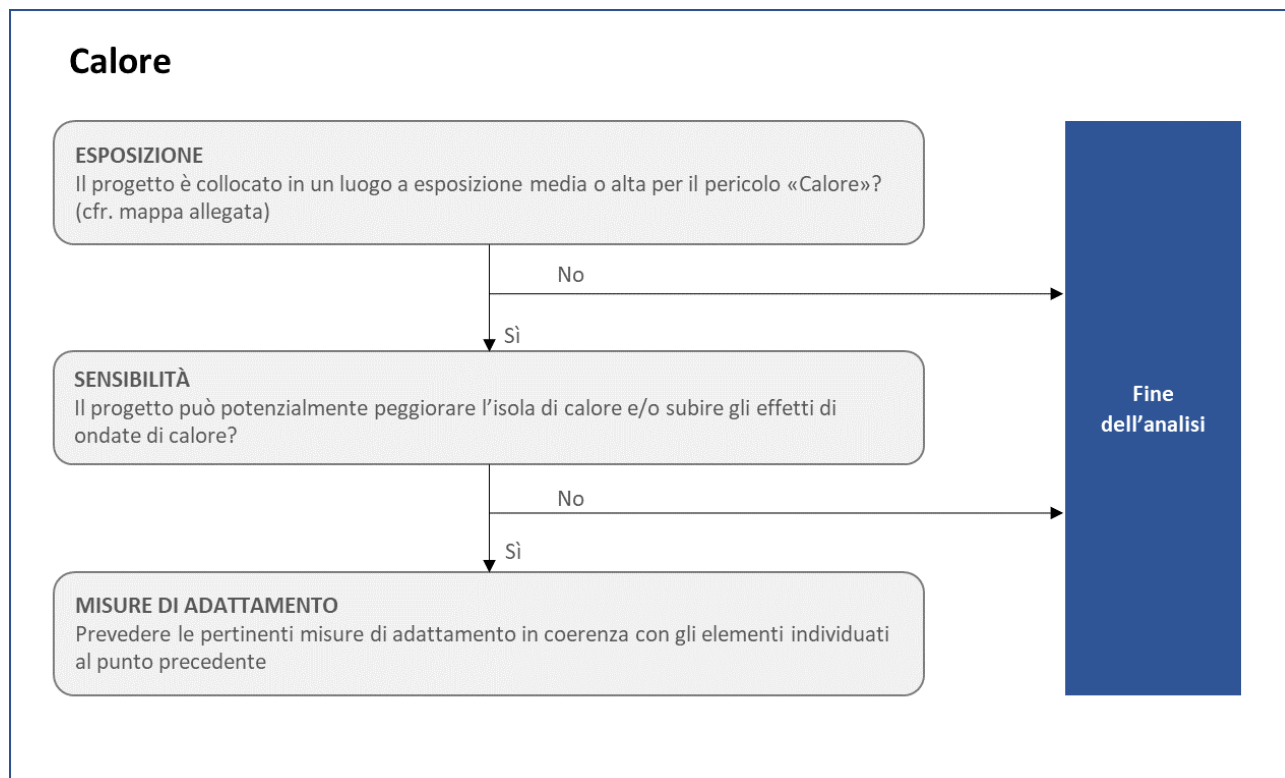 Calore
ESPOSIZIONE
Il progetto è collocato in un luogo a esposizione media o alta per il pericolo «Calore»?
(cfr. mappa allegata)
No
Sì
SENSIBILITÀ
Il progetto può potenzialmente peggiorare l’isola di calore e/o subire gli effetti di
ondate di calore?
Fine
dell’analisi
No
Sì
MISURE DI ADATTAMENTO
Prevedere le pertinenti misure di adattamento in coerenza con gli elementi individuati
al punto precedente